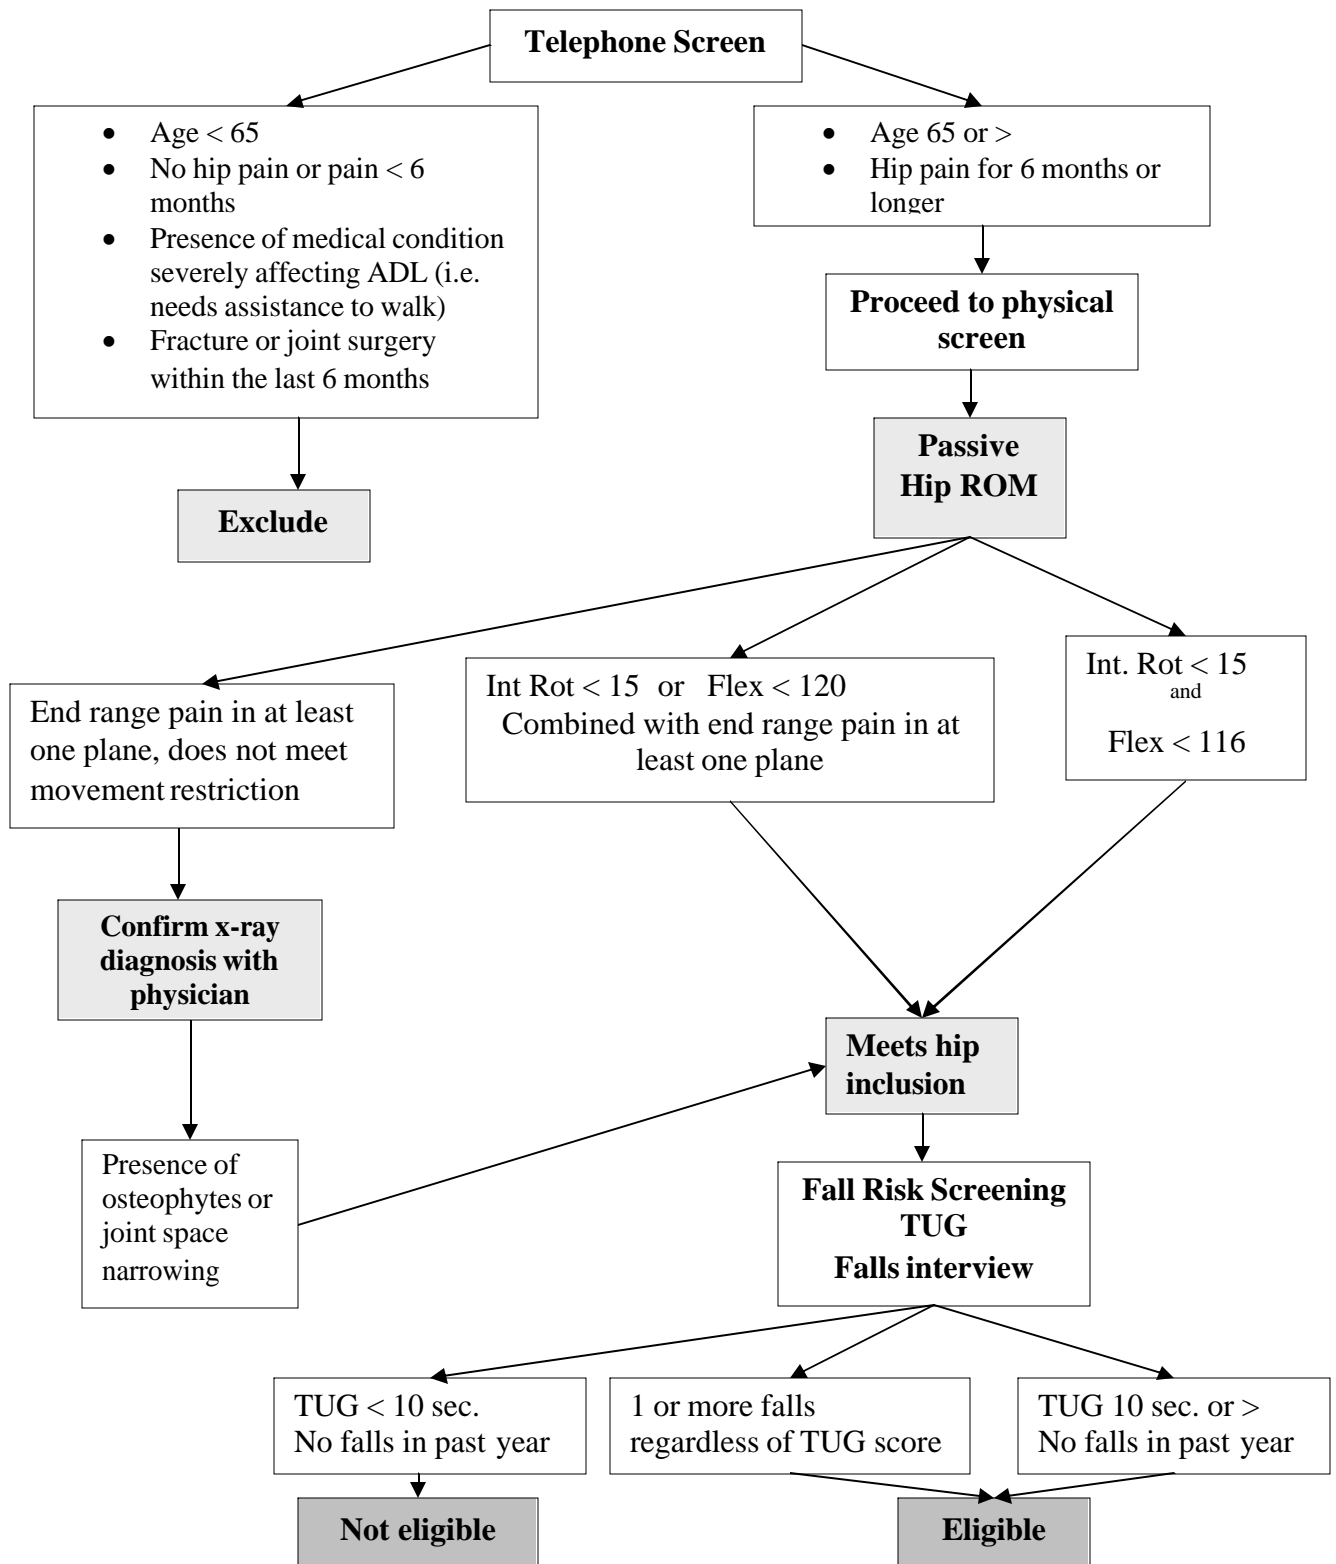 Telephone Screen
• Age < 65
• No hip pain or pain < 6
months
• Presence of medical condition
severely affecting ADL (i.e.
needs assistance to walk)
• Fracture or joint surgery
within the last 6 months
• Age 65 or >
• Hip pain for 6 months or
longer
Proceed to physical
screen
Exclude
Passive
Hip ROM
End range pain in at least
one plane, does not meet
movement restriction
Int Rot < 15 or Flex < 120
Combined with end range pain in at
least one plane
Int. Rot < 15
and
Flex < 116
Confirm x-ray
diagnosis with
physician
Meets hip
inclusion
Presence of
osteophytes or
joint space
narrowing
Fall Risk Screening
TUG
Falls interview
TUG < 10 sec.
No falls in past year
1 or more falls
regardless of TUG score
TUG 10 sec. or >
No falls in past year
Not eligible
Eligible